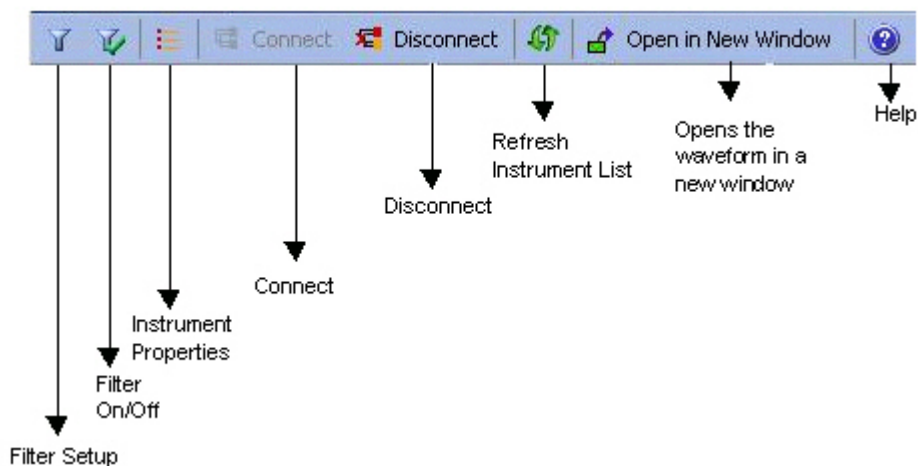 Connect
Disconnect
Open in New Window
?
Help
Opens the
waveform in a
new window
Refresh
Instrument List
Disconnect
Connect
Instrument
Properties
Filter
On/Off
Filter Setup